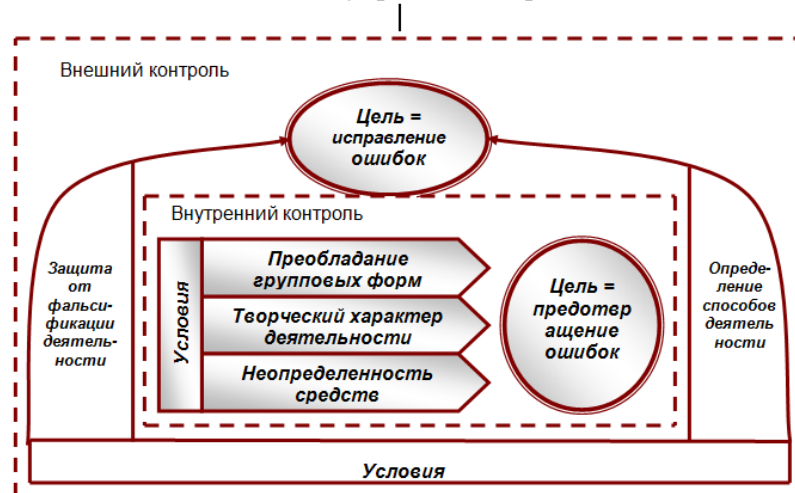 Внешний контроль
Цель =
исправление
ошибок
Внутренний контроль
Защита
от
фальси-
фикации
деятель-
ности
Условия
Преобладание
групповых форм
Творческий характер
деятельности
Неопределенность
средств
Цель =
предотвр
ащение
ошибок
Опреде-
ление
способов
деятель
ности
Условия